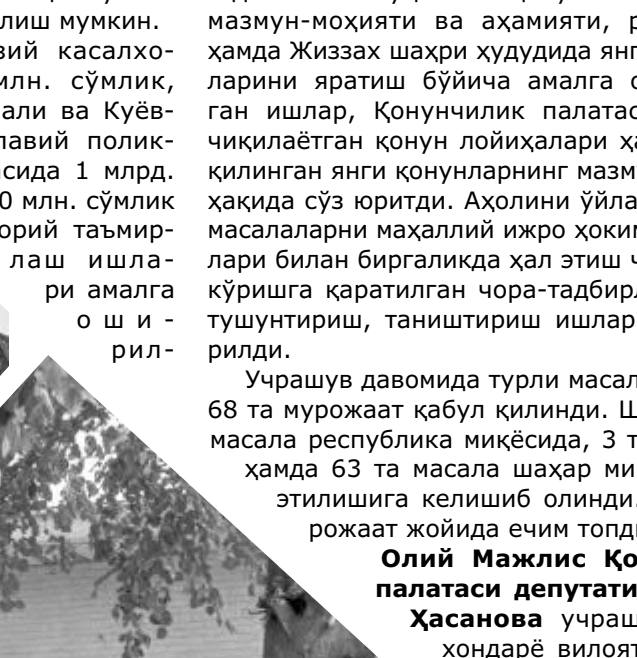 лиш мумкин.
вий касалхо-
млн. сўмлик,
али ва Куёв-
лавий полик-
асида 1 млрд.
0 млн. сўмлик
орий таъмир-
лаш ишла-
ри амалга
оши-
рил-
мазмун-моҳияти ва аҳамияти, р
ҳамда Жиззах шаҳри ҳудудида янг
ларини яратиш бўйича амалга о
ган ишлар, Қонунчилик палатас
чиқилаётган қонун лойиҳалари ҳа
қилинган янги қонунларнинг мазм
ҳақида сўз юритди. Аҳолини ўйла
масалаларни маҳаллий ижро ҳоким
лари билан биргаликда ҳал этиш ч
кўришга қаратилган чора-тадбирл
тушунтириш, таништириш ишлар
рилди.
Учрашув давомида турли масал
68 та мурожаат қабул қилинди. Ш
масала республика миқёсида, 3 т
ҳамда 63 та масала шаҳар ми
этилишига келишиб олинди.
рожаат жойида ечим топди
Олий Мажлис Қо
палатаси депутати
Ҳасанова учраш
хондарё вилоят